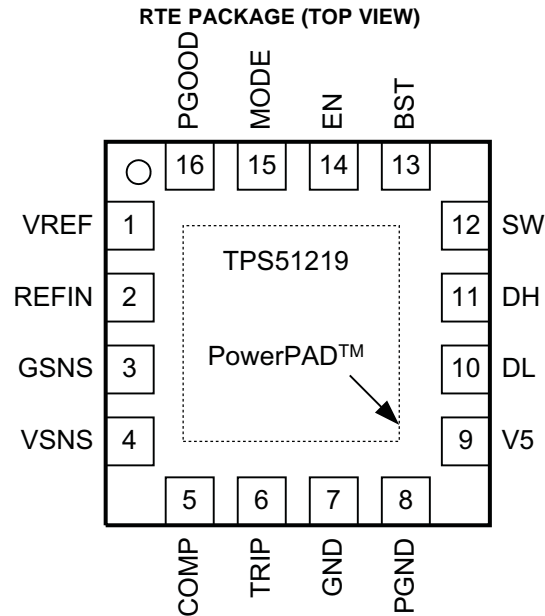 RTE PACKAGE (TOP VIEW)
PGOOD
MODE
EN
BST
16
15
14
13
VREF 1
12 SW
TPS51219
REFIN 2
11 DH
GSNS 3
PowerPAD™
10 DL
VSNS 4
9 V5
5
6
7
8
COMP
TRIP
GND
PGND